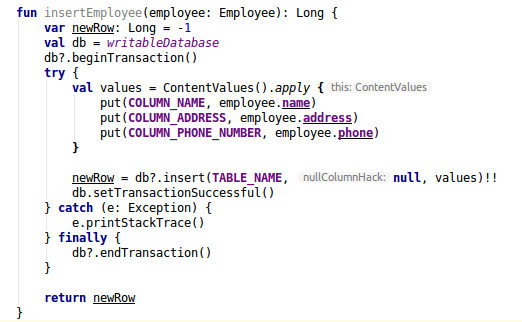 fun insertEmployee(employee: Employee): Long {
    var newRow: Long = -1
    val db = writableDatabase
    db?.beginTransaction()
    try {
        val values = ContentValues().apply { this: ContentValues
            put(COLUMN_NAME, employee.name)
            put(COLUMN_ADDRESS, employee.address)
            put(COLUMN_PHONE_NUMBER, employee.phone)
        }
        newRow = db?.insert(TABLE_NAME, nullColumnHack: null, values)!!
        db.setTransactionSuccessful()
    } catch (e: Exception) {
        e.printStackTrace()
    } finally {
        db?.endTransaction()
    }
    return newRow
}